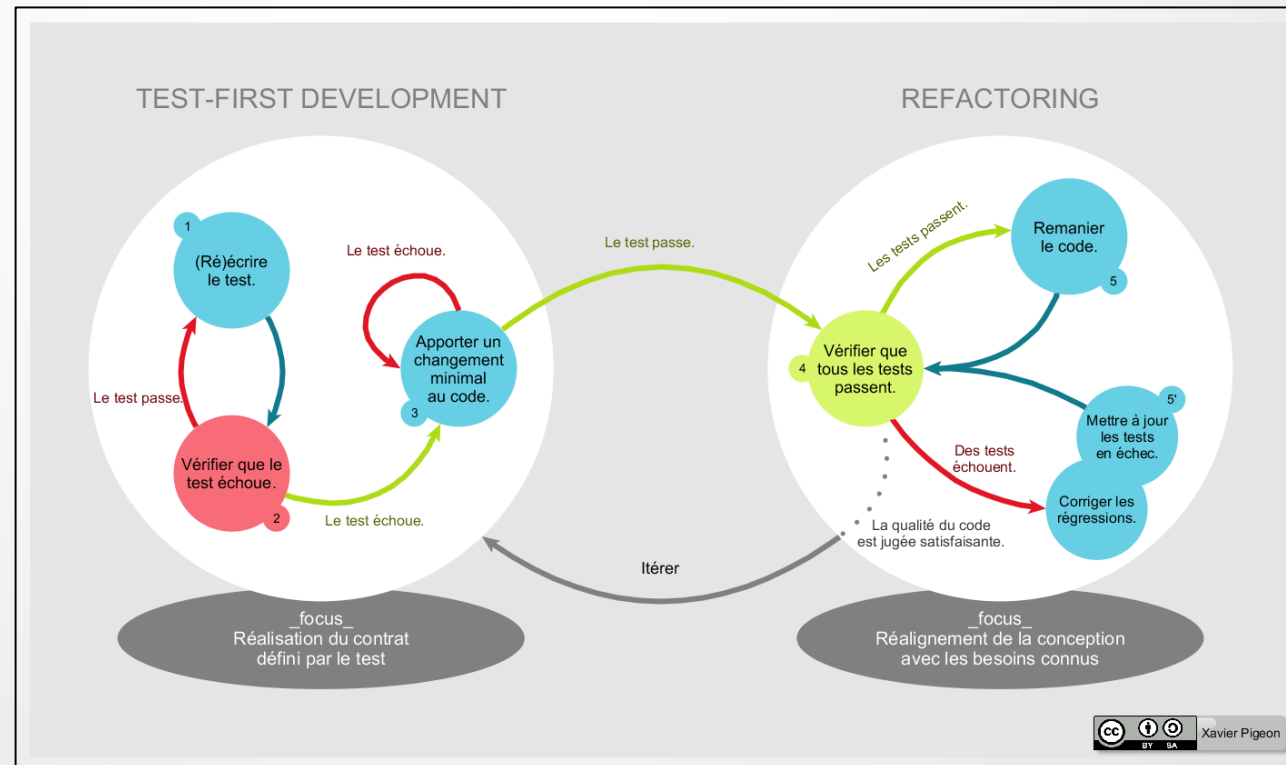 TEST-FIRST DEVELOPMENT
1
(Ré)écrire
le test.
Le test passe.
Vérifier que le
test échoue.
2
Le test échoue.
Le test échoue.
Apporter un
changement
minimal
au code.
3
Le test passe.
Itérer
_focus_
Réalisation du contrat
défini par le test
REFACTORING
Les tests passent.
Remanier
le code.
5
4
Vérifier que
tous les tests
passent.
5'
Mettre à jour
les tests
en échec.
Des tests
échouent.
Corriger les
régressions.
La qualité du code
est jugée satisfaisante.
_focus_
Réalignement de la conception
avec les besoins connus
cc
BY SA
Xavier Pigeon